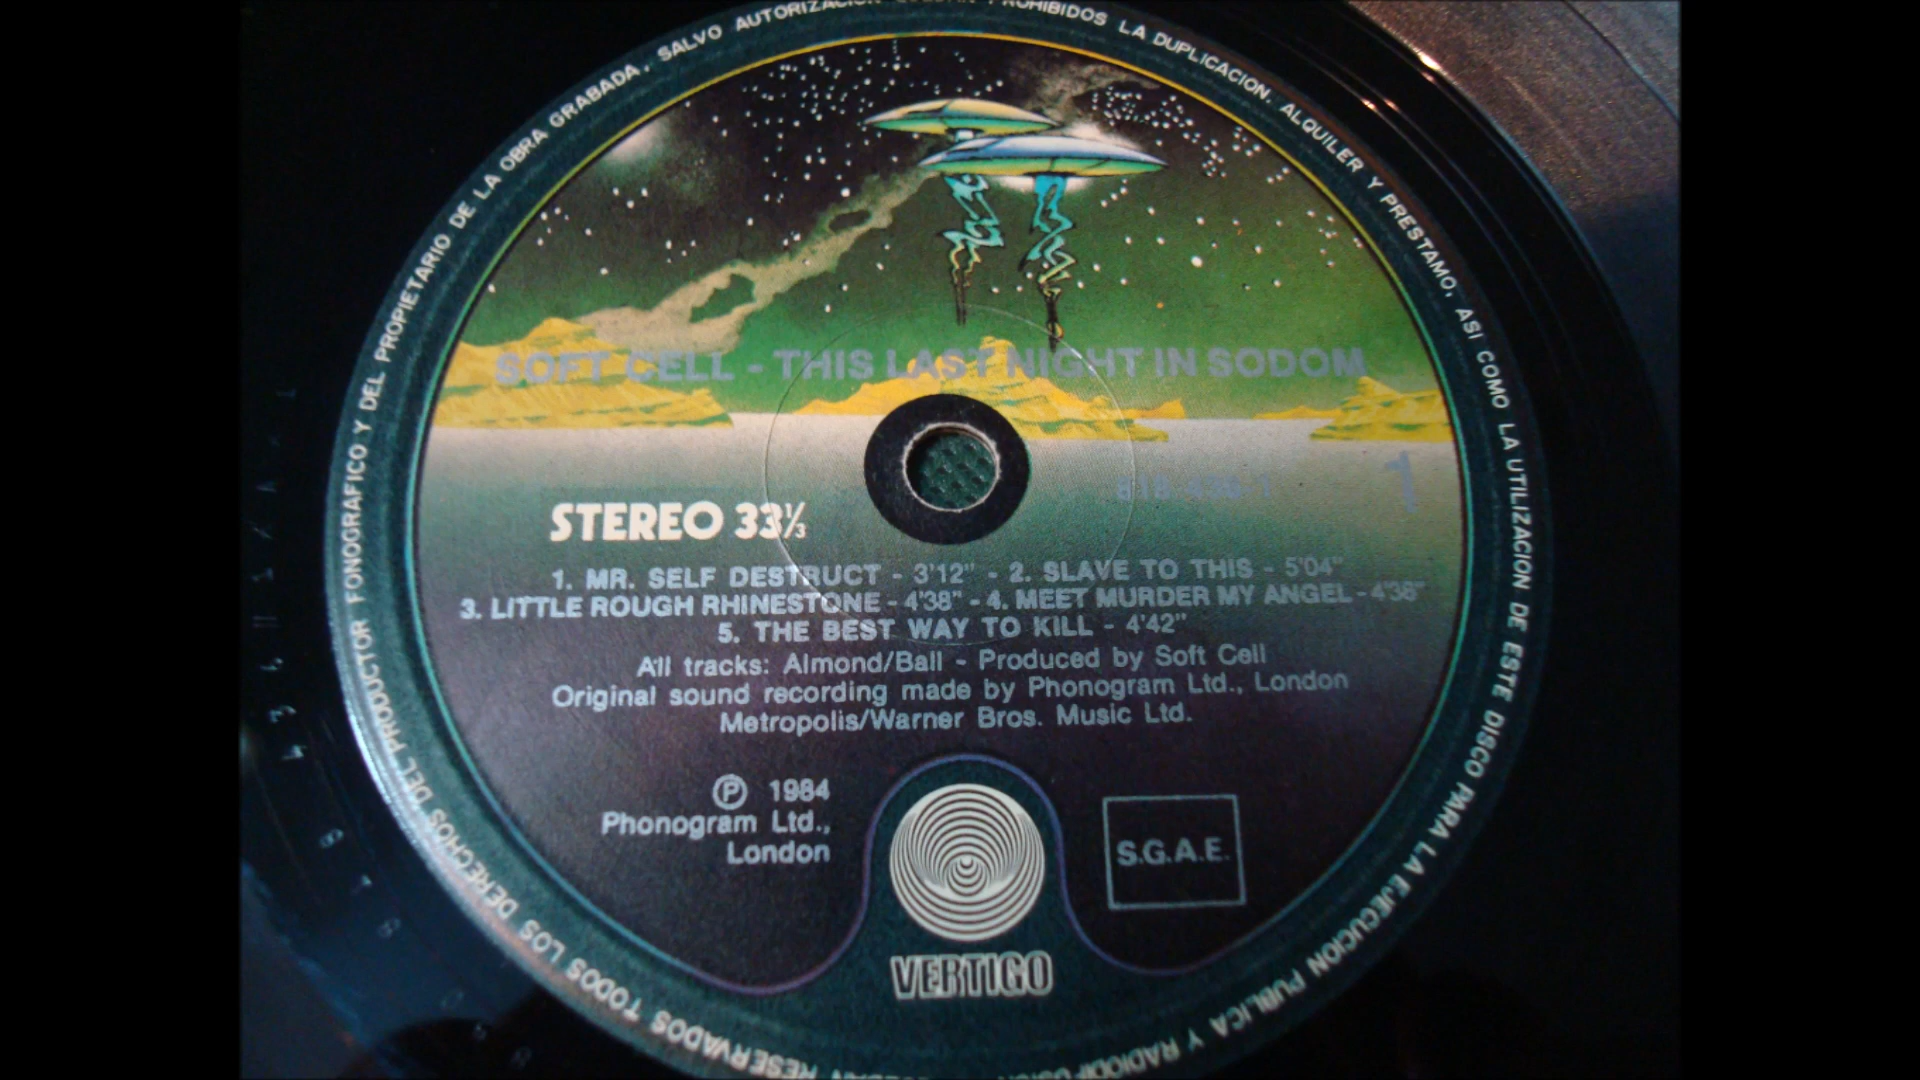 SOFT CELL - THIS LAST NIGHT IN SODOM
1
STEREO 33⅓
1. MR. SELF DESTRUCT - 3'12" - 2. SLAVE TO THIS - 5'04"
3. LITTLE ROUGH RHINESTONE - 4'38" - 4. MEET MURDER MY ANGEL - 4'38"
5. THE BEST WAY TO KILL - 4'42"
All tracks: Almond/Ball - Produced by Soft Cell
Original sound recording made by Phonogram Ltd., London
Metropolis/Warner Bros. Music Ltd.
Ⓟ 1984
Phonogram Ltd.,
London
S.G.A.E.
VERTIGO
RESERVADOS TODOS LOS DERECHOS DEL PRODUCTOR FONOGRAFICO Y DEL PROPIETARIO DE LA OBRA GRABADA. SALVO AUTORIZACION PROHIBIDOS LA DUPLICACION. ALQUILER Y PRESTAMO, ASI COMO LA UTILIZACION DE ESTE DISCO PARA LA EJECUCION PUBLICA Y RADIODIFUSION